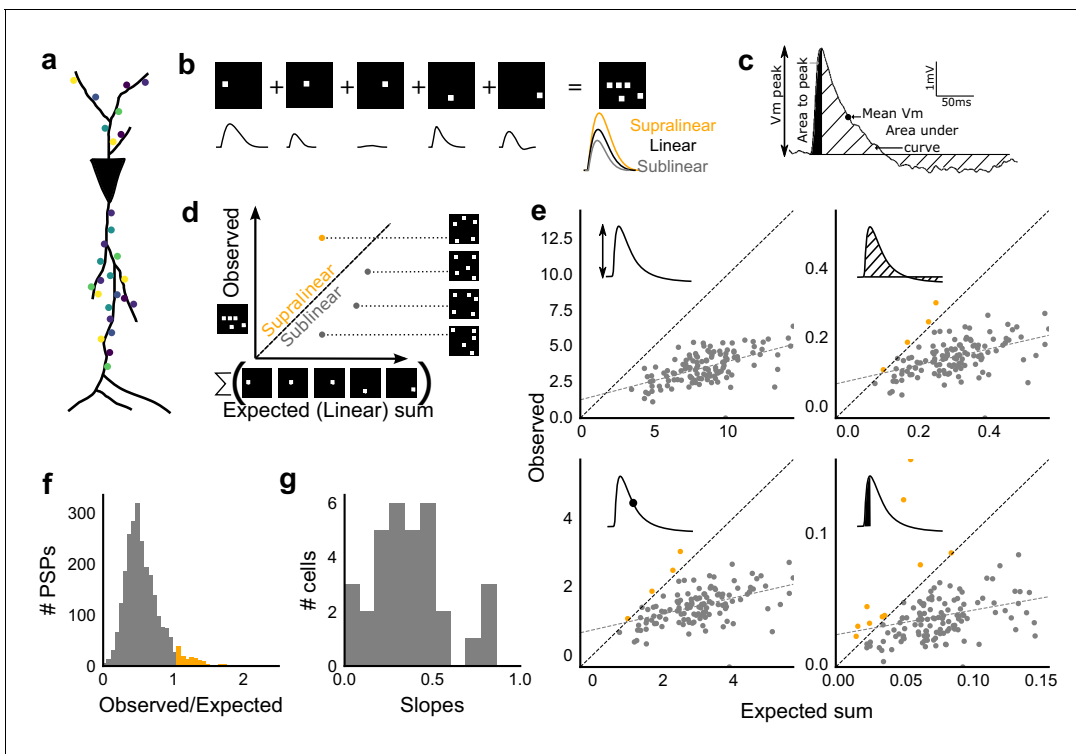 a
b
+ + + + =
Supralinear
Linear
Sublinear
c
Vm peak
Area to peak
Mean Vm
Area under
curve
1mV
50ms
d
Observed
Supralinear
Sublinear
∑( )
Expected (Linear) sum
e
Observed
12.5
10.0
7.5
5.0
2.5
0.0
0 5 10
0.4
0.2
0.0
0.0 0.2 0.4
4
2
0
0 2 4
0.1
0.0
0.00 0.05 0.10 0.15
Expected sum
f
# PSPs
300
200
100
0
0 1 2
Observed/Expected
g
# cells
6
4
2
0
0.0 0.5 1.0
Slopes